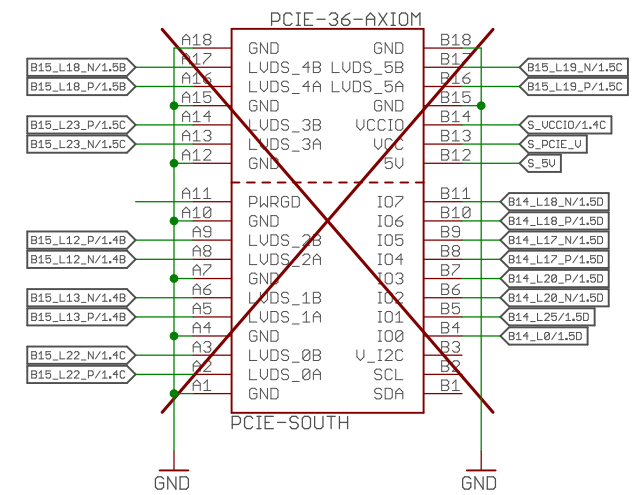 PCIE-36-AXIOM
A18 GND GND B18
B15_L18_N/1.5B A17 LVDS_4B LVDS_5B B1 B15_L19_N/1.5C
B15_L18_P/1.5B A16 LVDS_4A LVDS_5A B16 B15_L19_P/1.5C
A15 GND GND B15
B15_L23_P/1.5C A14 LVDS_3B VCCIO B14 S_VCCIO/1.4C
B15_L23_N/1.5C A13 LVDS_3A VCC B13 S_PCIE_V
A12 GND 5V B12 S_5V
A11 PWRGD IO7 B11 B14_L18_N/1.5D
A10 GND IO6 B10 B14_L18_P/1.5D
B15_L12_P/1.4B A9 LVDS_2B IO5 B9 B14_L17_N/1.5D
B15_L12_N/1.4B A8 LVDS_2A IO4 B8 B14_L17_P/1.5D
A7 GND IO3 B7 B14_L20_P/1.5D
B15_L13_N/1.4B A6 LVDS_1B IO2 B6 B14_L20_N/1.5D
B15_L13_P/1.4B A5 LVDS_1A IO1 B5 B14_L25/1.5D
A4 GND IO0 B4 B14_L0/1.5D
B15_L22_N/1.4C A3 LVDS_0B V_I2C B3
B15_L22_P/1.4C A2 LVDS_0A SCL B2
A1 GND SDA B1
PCIE-SOUTH
GND GND